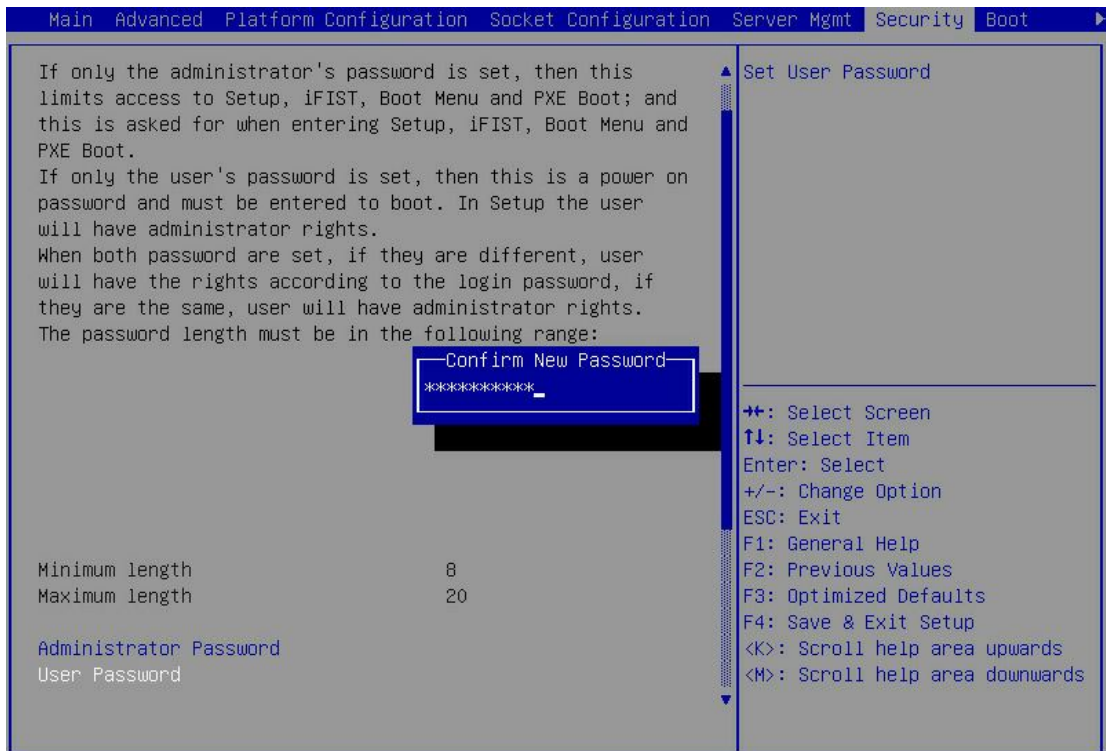 Main Advanced Platform Configuration Socket Configuration Server Mgmt Security Boot
If only the administrator's password is set, then this
limits access to Setup, iFIST, Boot Menu and PXE Boot; and
this is asked for when entering Setup, iFIST, Boot Menu and
PXE Boot.
If only the user's password is set, then this is a power on
password and must be entered to boot. In Setup the user
will have administrator rights.
When both password are set, if they are different, user
will have the rights according to the login password, if
they are the same, user will have administrator rights.
The password length must be in the following range:
Confirm New Password
**********_
Minimum length 8
Maximum length 20
Administrator Password
User Password
Set User Password
→←: Select Screen
↑↓: Select Item
Enter: Select
+/-: Change Option
ESC: Exit
F1: General Help
F2: Previous Values
F3: Optimized Defaults
F4: Save & Exit Setup
<K>: Scroll help area upwards
<M>: Scroll help area downwards